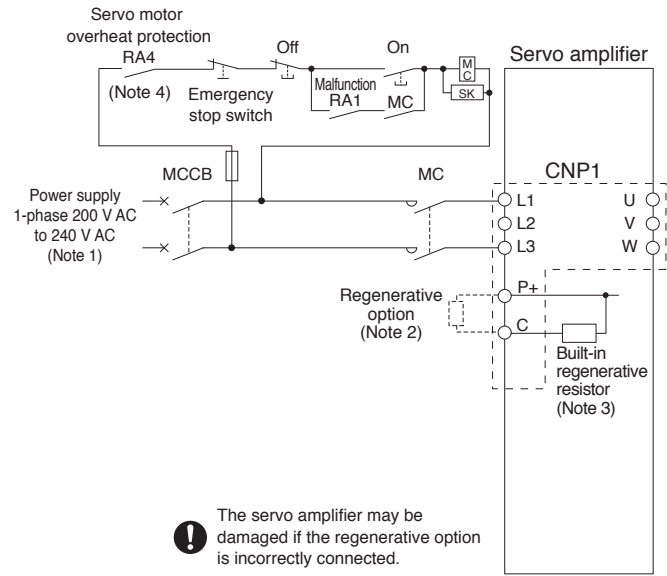 Servo motor
overheat protection
RA4
(Note 4)
Emergency
stop switch
Off
On
Malfunction
RA1
MC
M
C
SK
Servo amplifier
MCCB
MC
CNP1
Power supply
1-phase 200 V AC
to 240 V AC
(Note 1)
L1
L2
L3
U
V
W
Regenerative
option
(Note 2)
P+
C
Built-in
regenerative
resistor
(Note 3)
The servo amplifier may be
damaged if the regenerative option
is incorrectly connected.